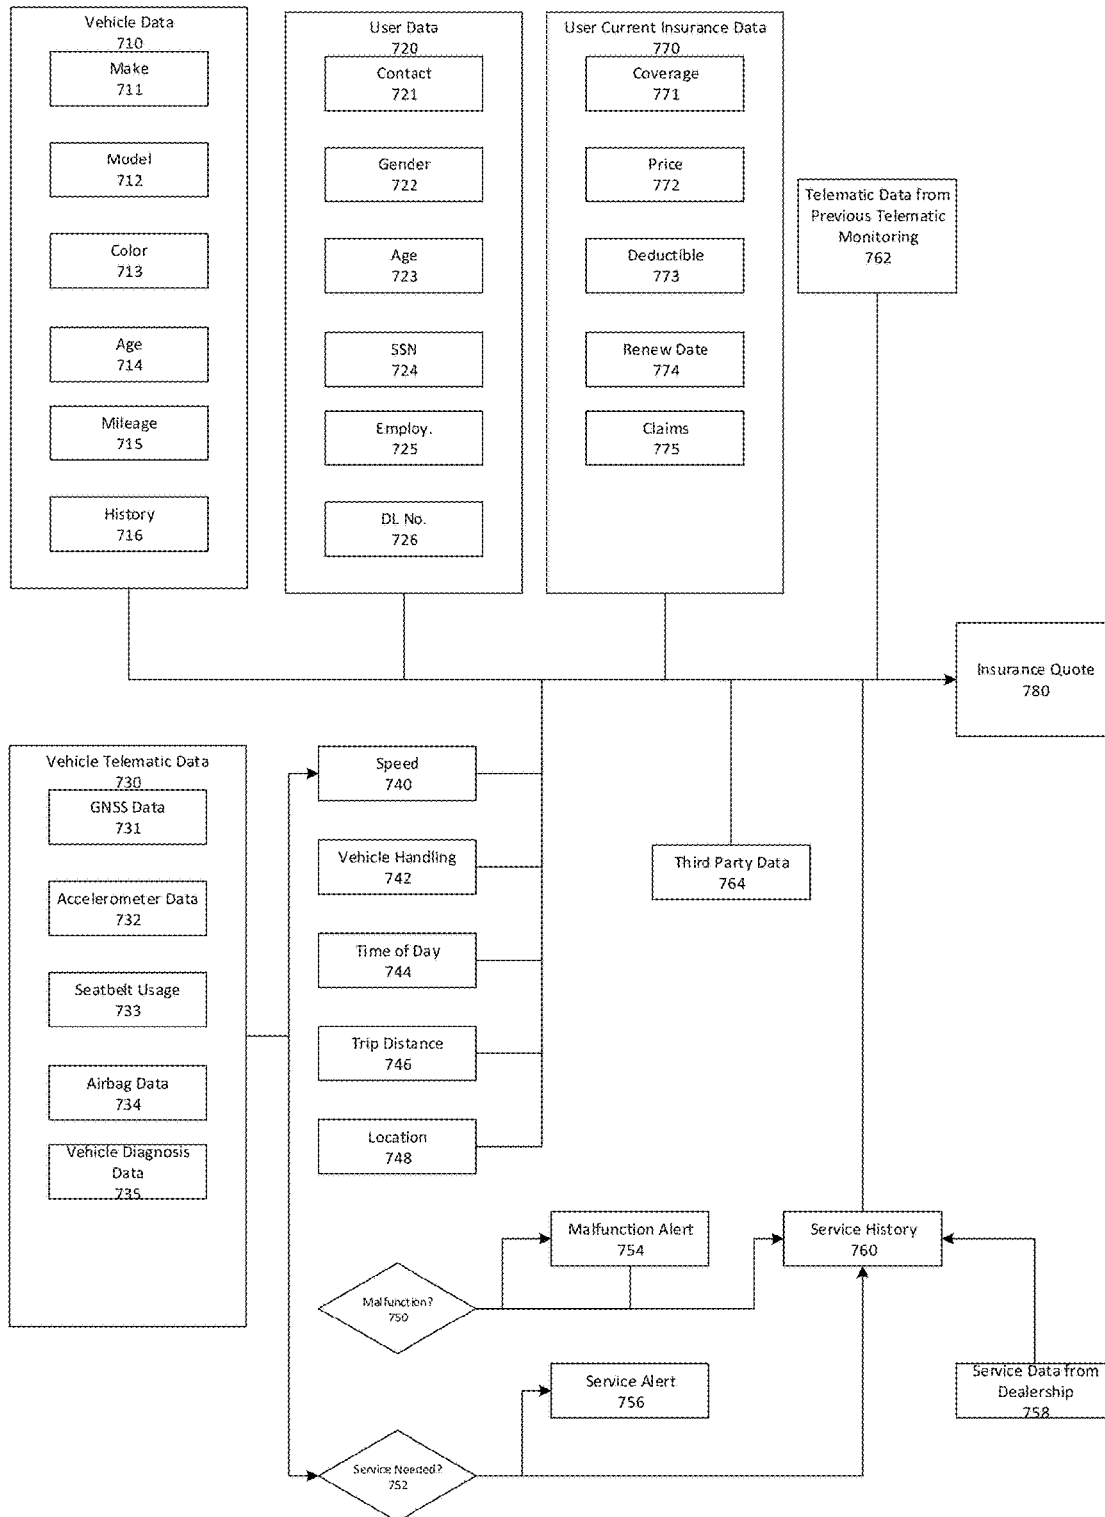 Vehicle Data
710
Make
711
Model
712
Color
713
Age
714
Mileage
715
History
716
User Data
720
Contact
721
Gender
722
Age
723
SSN
724
Employ.
725
DL No.
726
User Current Insurance Data
770
Coverage
771
Price
772
Deductible
773
Renew Date
774
Claims
775
Telematic Data from
Previous Telematic
Monitoring
762
Insurance Quote
780
Vehicle Telematic Data
730
GNSS Data
731
Accelerometer Data
732
Seatbelt Usage
733
Airbag Data
734
Vehicle Diagnosis
Data
735
Speed
740
Vehicle Handling
742
Time of Day
744
Trip Distance
746
Location
748
Third Party Data
764
Malfunction?
750
Malfunction Alert
754
Service History
760
Service Needed?
752
Service Alert
756
Service Data from
Dealership
758